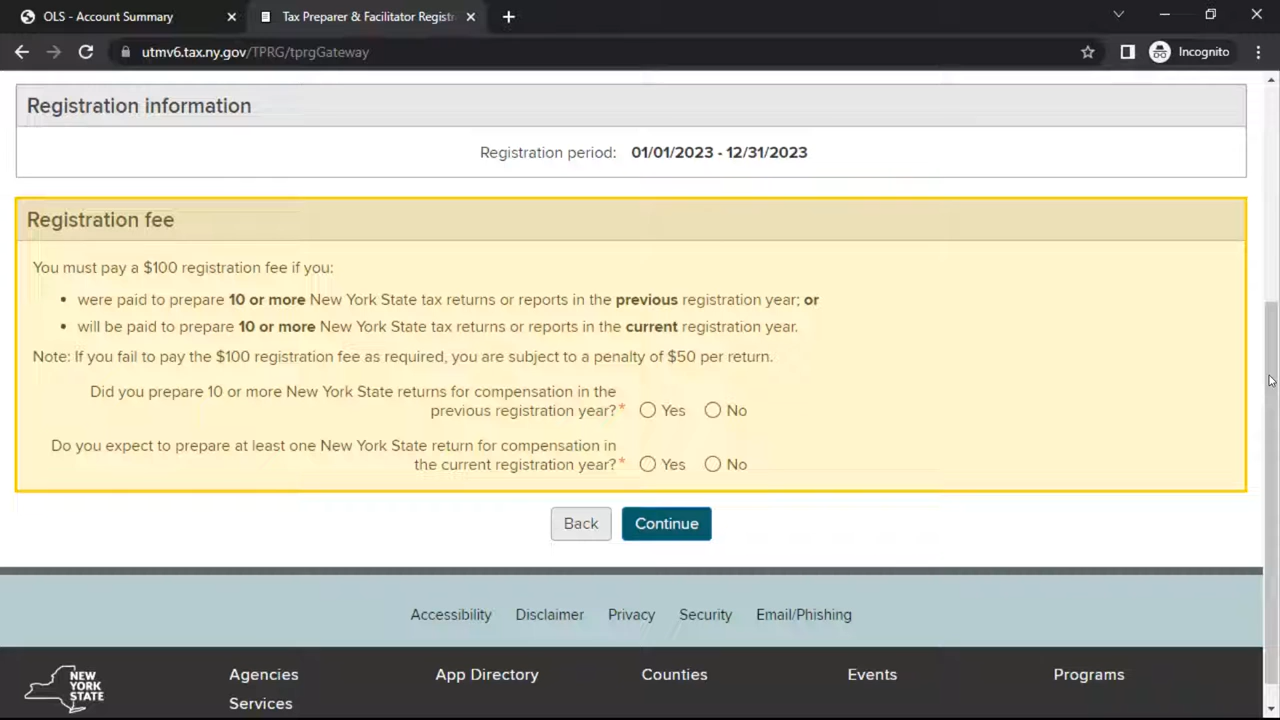 OLS - Account Summary
Tax Preparer & Facilitator Registr
utmv6.tax.ny.gov/TPRG/tprgGateway
Incognito
Registration information
Registration period: 01/01/2023 - 12/31/2023
Registration fee
You must pay a $100 registration fee if you:
• were paid to prepare 10 or more New York State tax returns or reports in the previous registration year; or
• will be paid to prepare 10 or more New York State tax returns or reports in the current registration year.
Note: If you fail to pay the $100 registration fee as required, you are subject to a penalty of $50 per return.
Did you prepare 10 or more New York State returns for compensation in the
previous registration year?* Yes No
Do you expect to prepare at least one New York State return for compensation in
the current registration year?* Yes No
Back Continue
Accessibility Disclaimer Privacy Security Email/Phishing
NEW
YORK
STATE
Agencies App Directory Counties Events Programs
Services